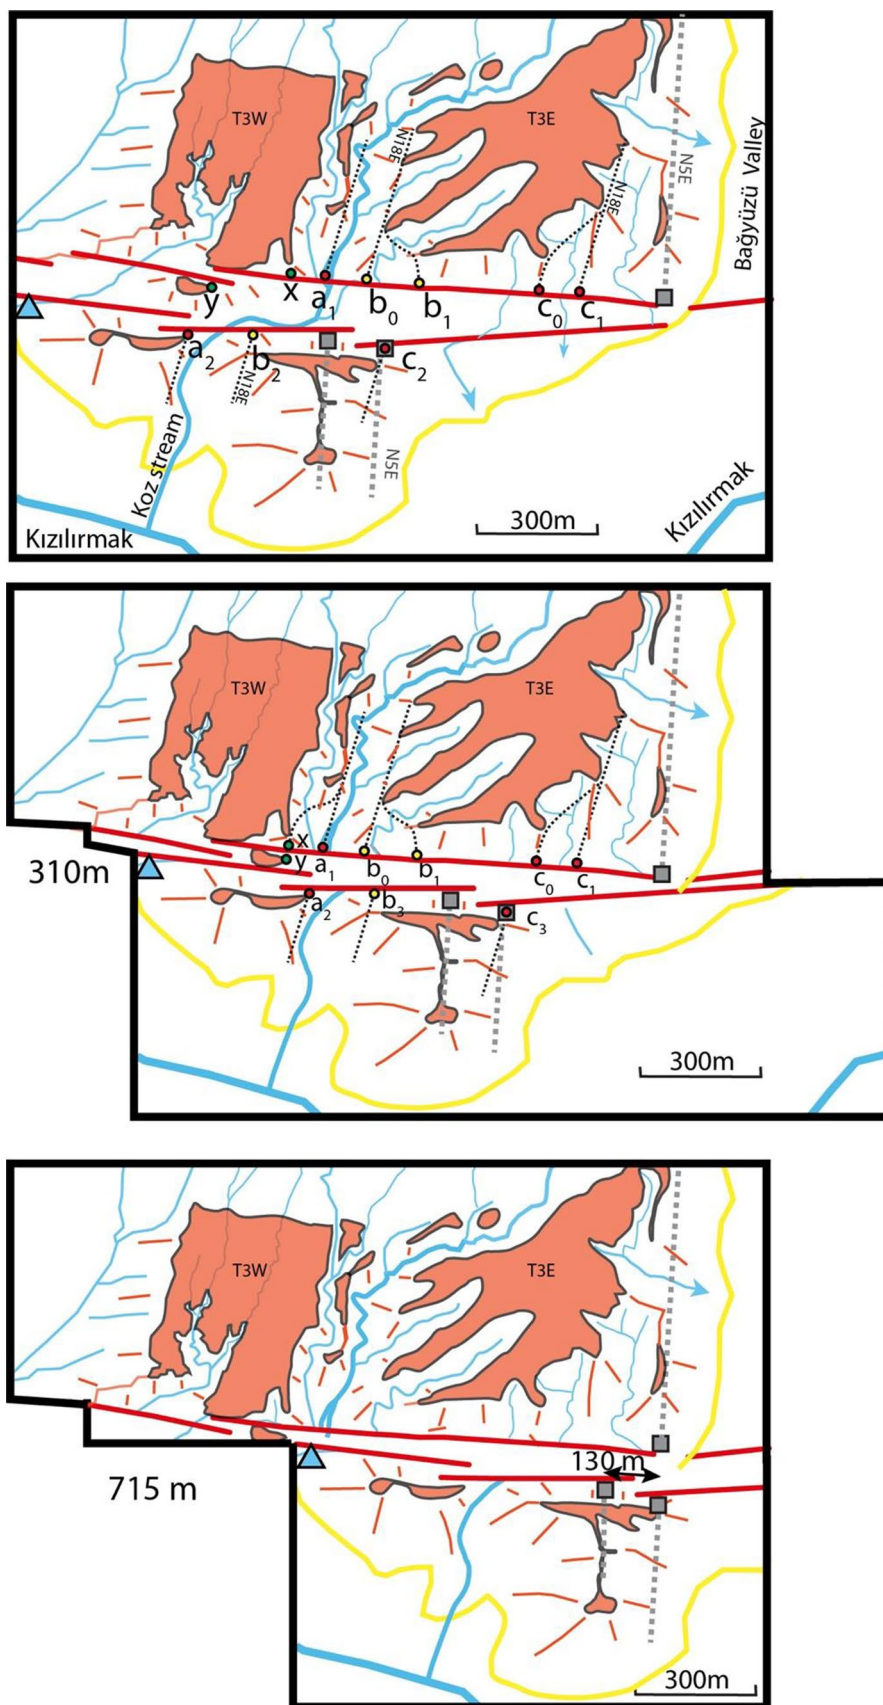 T3W
T3E
N18E
N5E
N18E
Bağyüzü Valley
y
x
a1
b0
b1
c0
c1
a2
b2
c2
N18E
N5E
Koz stream
Kızılırmak
300m
Kızılırmak
T3W
T3E
310m
x
y
a1
b0
b1
c0
c1
a2
b3
c3
300m
T3W
T3E
715 m
130 m
300m